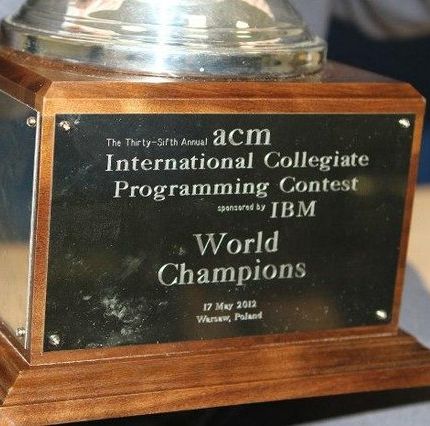 The Thirty-Sifth Annual acm
International Collegiate
Programming Contest
sponsored by IBM
World
Champions
17 May 2012
Warsaw, Poland